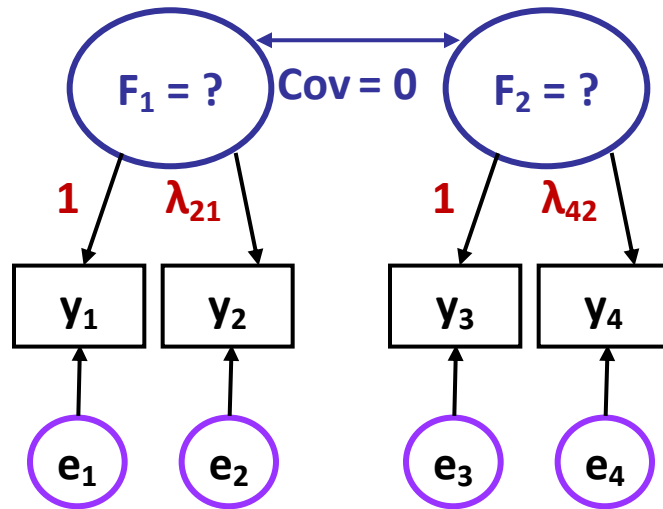 F₁ = ? Cov = 0 F₂ = ?
1 λ₂₁ 1 λ₄₂
y₁ y₂ y₃ y₄
e₁ e₂ e₃ e₄